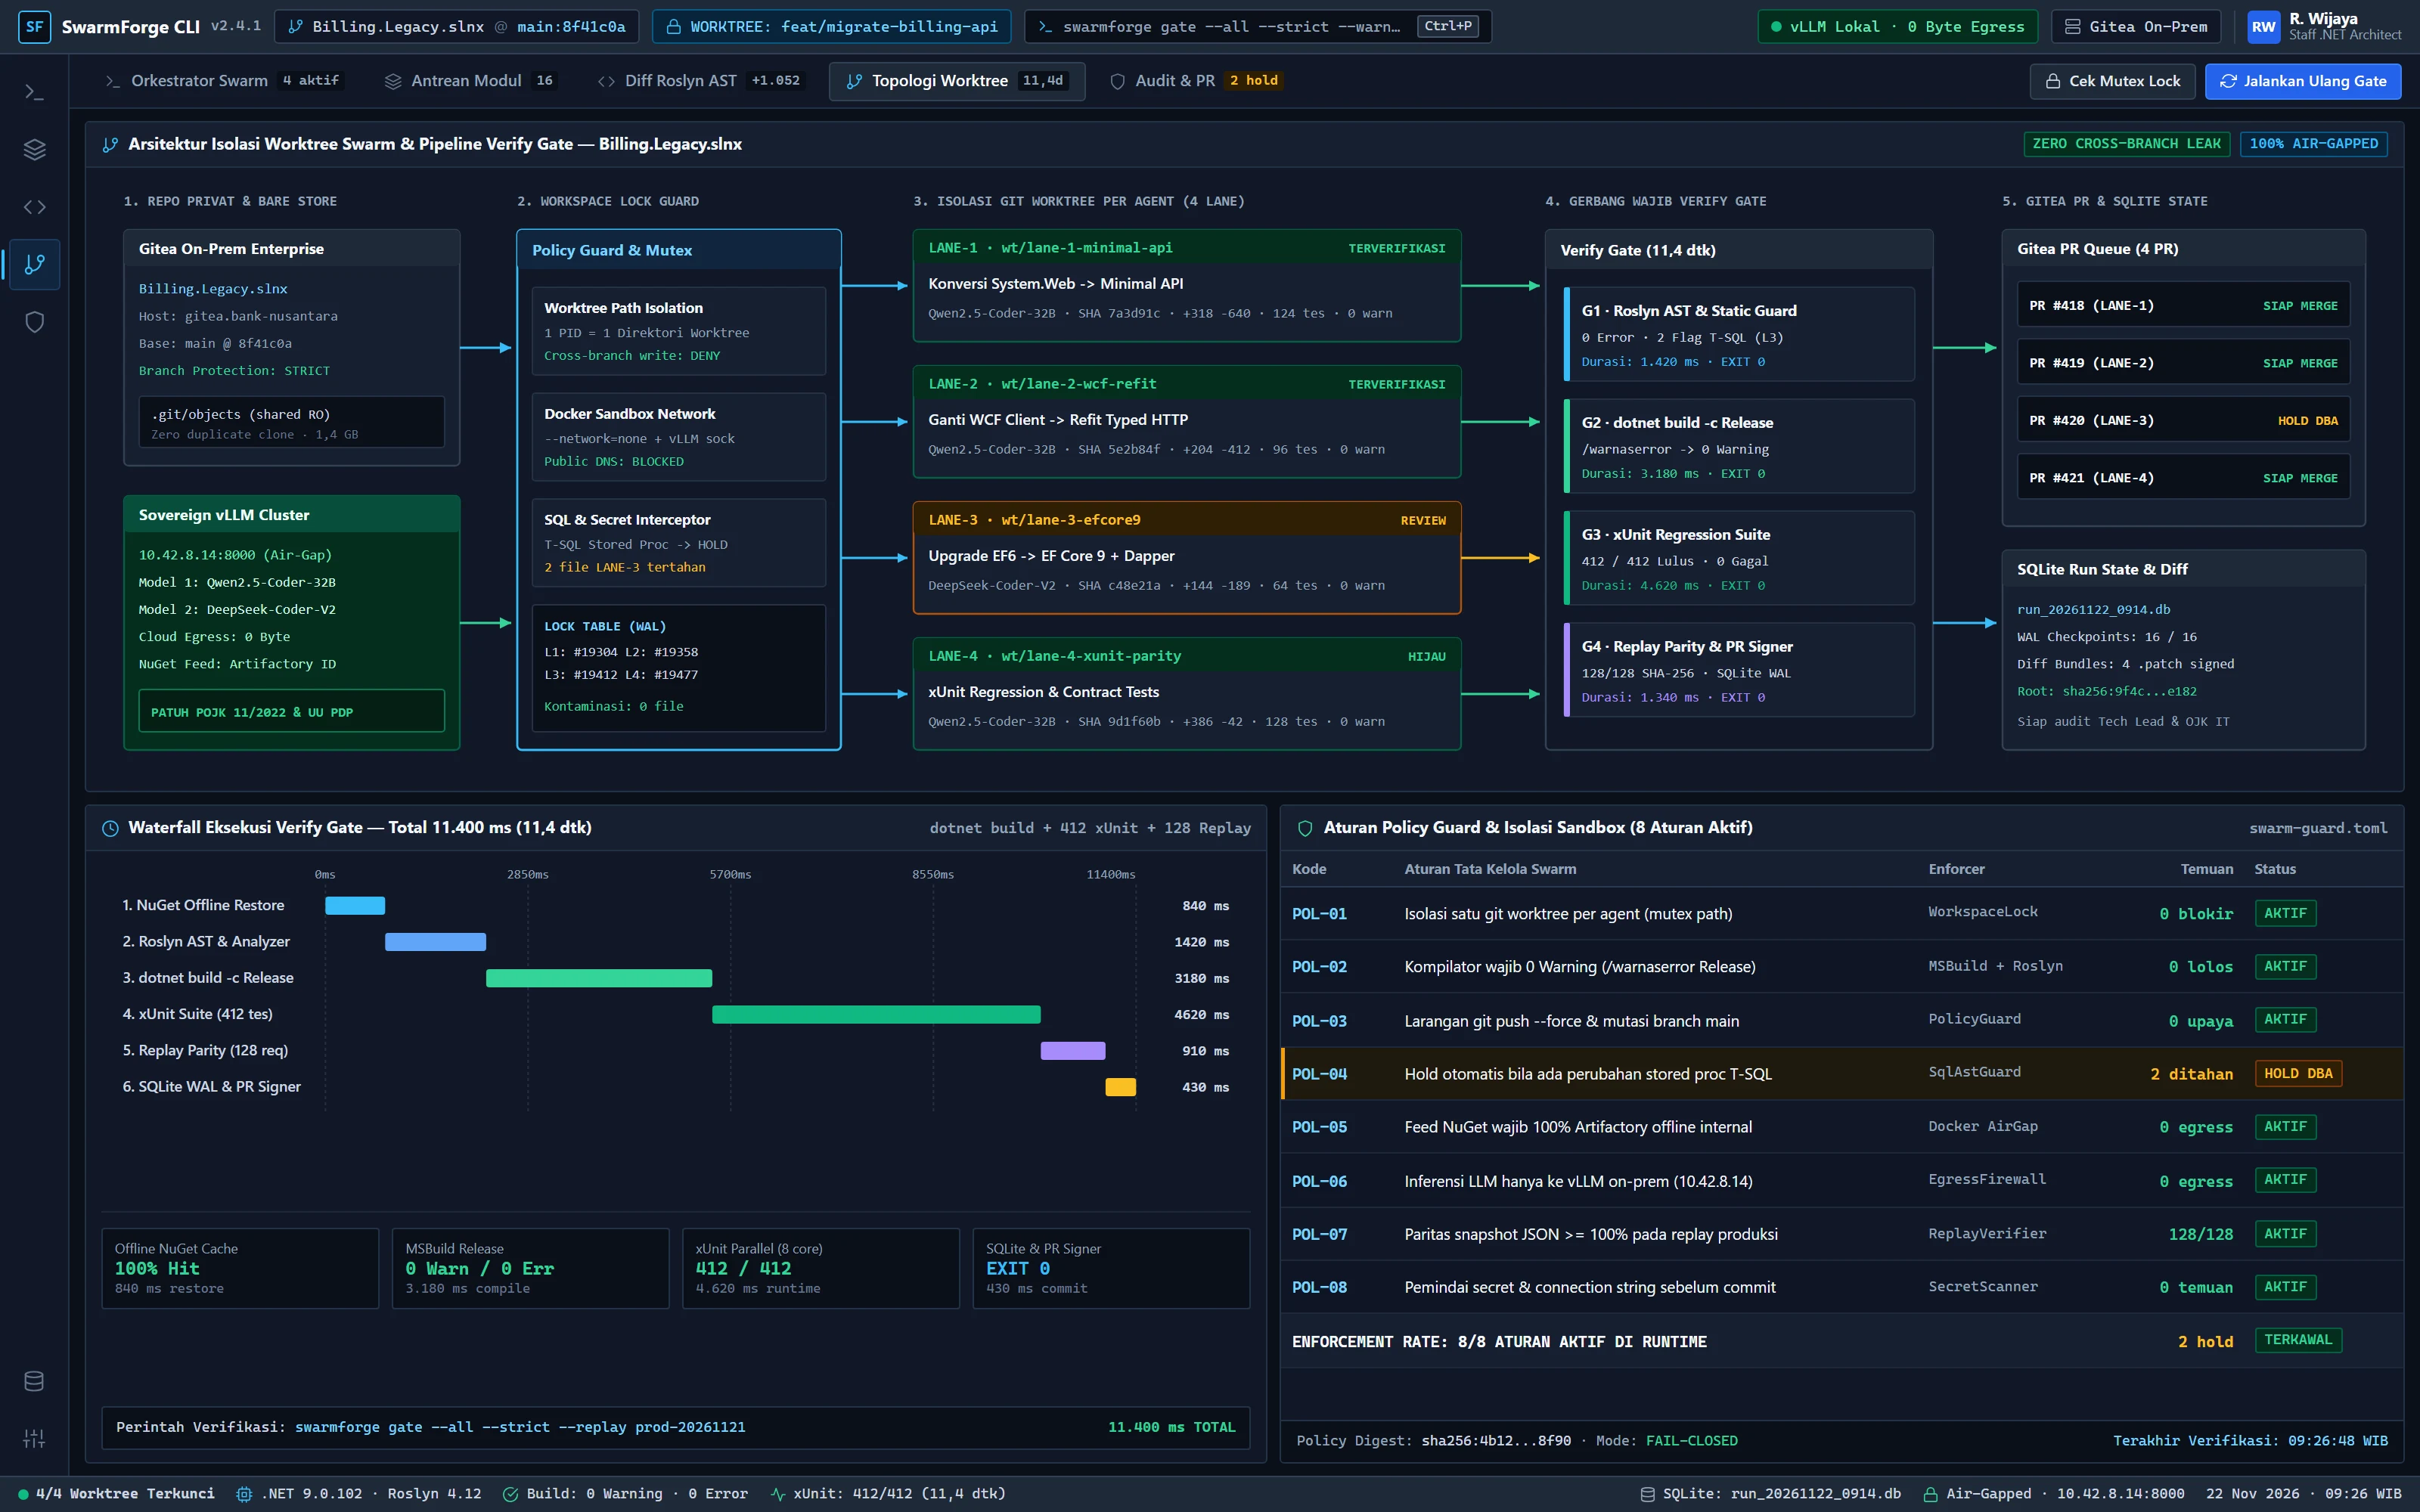 SF SwarmForge CLI v2.4.1
Billing.Legacy.slnx @ main:8f41c0a
WORKTREE: feat/migrate-billing-api
swarmforge gate --all --strict --warn… Ctrl+P
vLLM Lokal · 0 Byte Egress
Gitea On-Prem
RW R. Wijaya
Staff .NET Architect
Orkestrator Swarm 4 aktif
Antrean Modul 16
Diff Roslyn AST +1.052
Topologi Worktree 11,4d
Audit & PR 2 hold
Cek Mutex Lock
Jalankan Ulang Gate
Arsitektur Isolasi Worktree Swarm & Pipeline Verify Gate — Billing.Legacy.slnx
ZERO CROSS-BRANCH LEAK
100% AIR-GAPPED
1. REPO PRIVAT & BARE STORE
Gitea On-Prem Enterprise
Billing.Legacy.slnx
Host: gitea.bank-nusantara
Base: main @ 8f41c0a
Branch Protection: STRICT
.git/objects (shared RO)
Zero duplicate clone · 1,4 GB
Sovereign vLLM Cluster
10.42.8.14:8000 (Air-Gap)
Model 1: Qwen2.5-Coder-32B
Model 2: DeepSeek-Coder-V2
Cloud Egress: 0 Byte
NuGet Feed: Artifactory ID
PATUH POJK 11/2022 & UU PDP
2. WORKSPACE LOCK GUARD
Policy Guard & Mutex
Worktree Path Isolation
1 PID = 1 Direktori Worktree
Cross-branch write: DENY
Docker Sandbox Network
--network=none + vLLM sock
Public DNS: BLOCKED
SQL & Secret Interceptor
T-SQL Stored Proc -> HOLD
2 file LANE-3 tertahan
LOCK TABLE (WAL)
L1: #19304 L2: #19358
L3: #19412 L4: #19477
Kontaminasi: 0 file
3. ISOLASI GIT WORKTREE PER AGENT (4 LANE)
LANE-1 · wt/lane-1-minimal-api TERVERIFIKASI
Konversi System.Web -> Minimal API
Qwen2.5-Coder-32B · SHA 7a3d91c · +318 -640 · 124 tes · 0 warn
LANE-2 · wt/lane-2-wcf-refit TERVERIFIKASI
Ganti WCF Client -> Refit Typed HTTP
Qwen2.5-Coder-32B · SHA 5e2b84f · +204 -412 · 96 tes · 0 warn
LANE-3 · wt/lane-3-efcore9 REVIEW
Upgrade EF6 -> EF Core 9 + Dapper
DeepSeek-Coder-V2 · SHA c48e21a · +144 -189 · 64 tes · 0 warn
LANE-4 · wt/lane-4-xunit-parity HIJAU
xUnit Regression & Contract Tests
Qwen2.5-Coder-32B · SHA 9d1f60b · +386 -42 · 128 tes · 0 warn
4. GERBANG WAJIB VERIFY GATE
Verify Gate (11,4 dtk)
G1 · Roslyn AST & Static Guard
0 Error · 2 Flag T-SQL (L3)
Durasi: 1.420 ms · EXIT 0
G2 · dotnet build -c Release
/warnaserror -> 0 Warning
Durasi: 3.180 ms · EXIT 0
G3 · xUnit Regression Suite
412 / 412 Lulus · 0 Gagal
Durasi: 4.620 ms · EXIT 0
G4 · Replay Parity & PR Signer
128/128 SHA-256 · SQLite WAL
Durasi: 1.340 ms · EXIT 0
5. GITEA PR & SQLITE STATE
Gitea PR Queue (4 PR)
PR #418 (LANE-1) SIAP MERGE
PR #419 (LANE-2) SIAP MERGE
PR #420 (LANE-3) HOLD DBA
PR #421 (LANE-4) SIAP MERGE
SQLite Run State & Diff
run_20261122_0914.db
WAL Checkpoints: 16 / 16
Diff Bundles: 4 .patch signed
Root: sha256:9f4c...e182
Siap audit Tech Lead & OJK IT
Waterfall Eksekusi Verify Gate — Total 11.400 ms (11,4 dtk)
dotnet build + 412 xUnit + 128 Replay
0ms 2850ms 5700ms 8550ms 11400ms
1. NuGet Offline Restore 840 ms
2. Roslyn AST & Analyzer 1420 ms
3. dotnet build -c Release 3180 ms
4. xUnit Suite (412 tes) 4620 ms
5. Replay Parity (128 req) 910 ms
6. SQLite WAL & PR Signer 430 ms
Offline NuGet Cache
100% Hit
840 ms restore
MSBuild Release
0 Warn / 0 Err
3.180 ms compile
xUnit Parallel (8 core)
412 / 412
4.620 ms runtime
SQLite & PR Signer
EXIT 0
430 ms commit
Perintah Verifikasi: swarmforge gate --all --strict --replay prod-20261121
11.400 ms TOTAL
Aturan Policy Guard & Isolasi Sandbox (8 Aturan Aktif)
swarm-guard.toml
Kode Aturan Tata Kelola Swarm Enforcer Temuan Status
POL-01 Isolasi satu git worktree per agent (mutex path) WorkspaceLock 0 blokir AKTIF
POL-02 Kompilator wajib 0 Warning (/warnaserror Release) MSBuild + Roslyn 0 lolos AKTIF
POL-03 Larangan git push --force & mutasi branch main PolicyGuard 0 upaya AKTIF
POL-04 Hold otomatis bila ada perubahan stored proc T-SQL SqlAstGuard 2 ditahan HOLD DBA
POL-05 Feed NuGet wajib 100% Artifactory offline internal Docker AirGap 0 egress AKTIF
POL-06 Inferensi LLM hanya ke vLLM on-prem (10.42.8.14) EgressFirewall 0 egress AKTIF
POL-07 Paritas snapshot JSON >= 100% pada replay produksi ReplayVerifier 128/128 AKTIF
POL-08 Pemindai secret & connection string sebelum commit SecretScanner 0 temuan AKTIF
ENFORCEMENT RATE: 8/8 ATURAN AKTIF DI RUNTIME 2 hold TERKAWAL
Policy Digest: sha256:4b12...8f90 · Mode: FAIL-CLOSED
Terakhir Verifikasi: 09:26:48 WIB
4/4 Worktree Terkunci
.NET 9.0.102 · Roslyn 4.12
Build: 0 Warning · 0 Error
xUnit: 412/412 (11,4 dtk)
SQLite: run_20261122_0914.db
Air-Gapped · 10.42.8.14:8000
22 Nov 2026 · 09:26 WIB